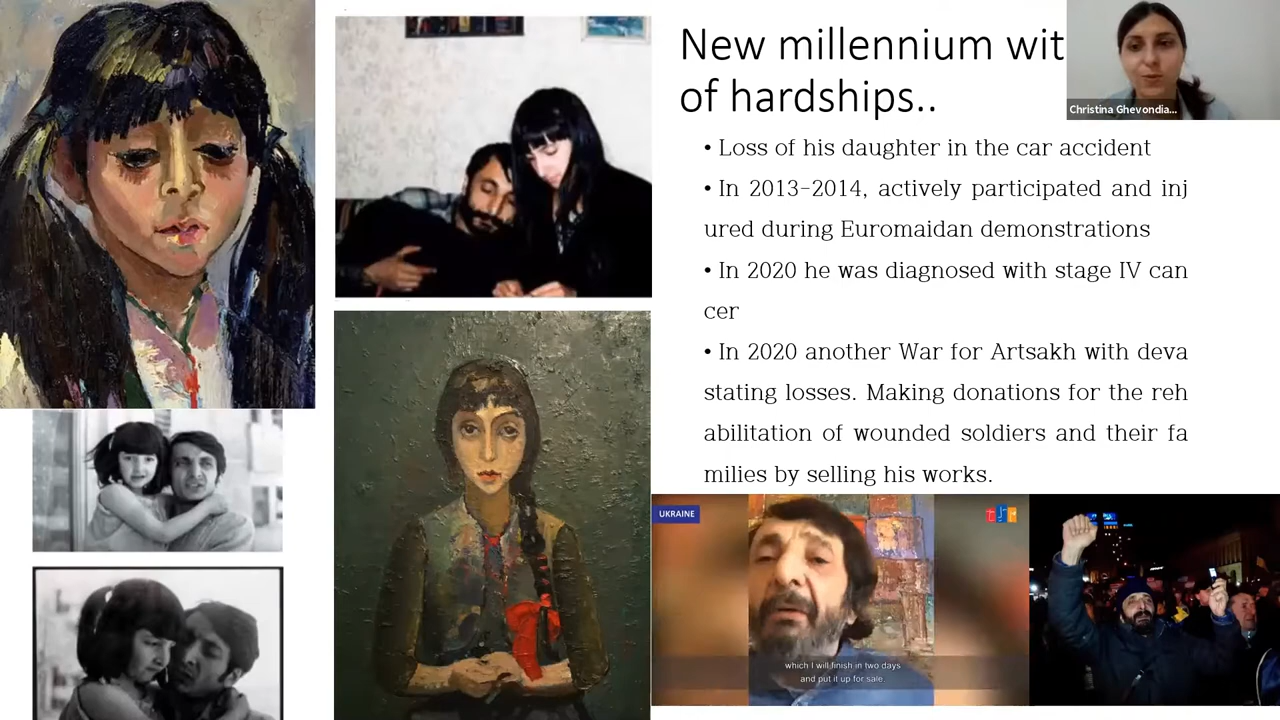 New millennium wit
of hardships..
Christina Ghevondia...
• Loss of his daughter in the car accident
• In 2013-2014, actively participated and inj
ured during Euromaidan demonstrations
• In 2020 he was diagnosed with stage IV can
cer
• In 2020 another War for Artsakh with deva
stating losses. Making donations for the reh
abilitation of wounded soldiers and their fa
milies by selling his works.
UKRAINE
which I will finish in two days
and put it up for sale.